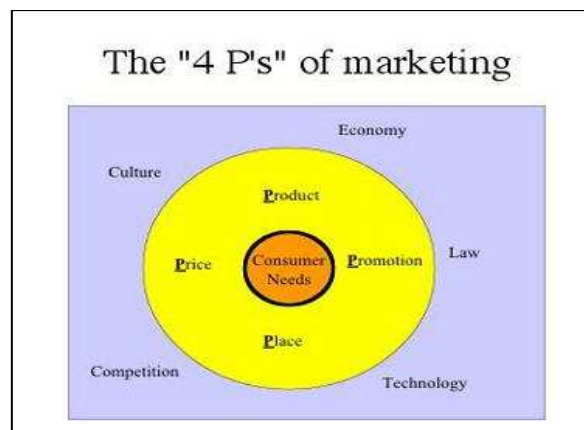 The "4 P's" of marketing
Economy
Culture
Product
Price
Consumer
Needs
Promotion
Law
Place
Competition
Technology